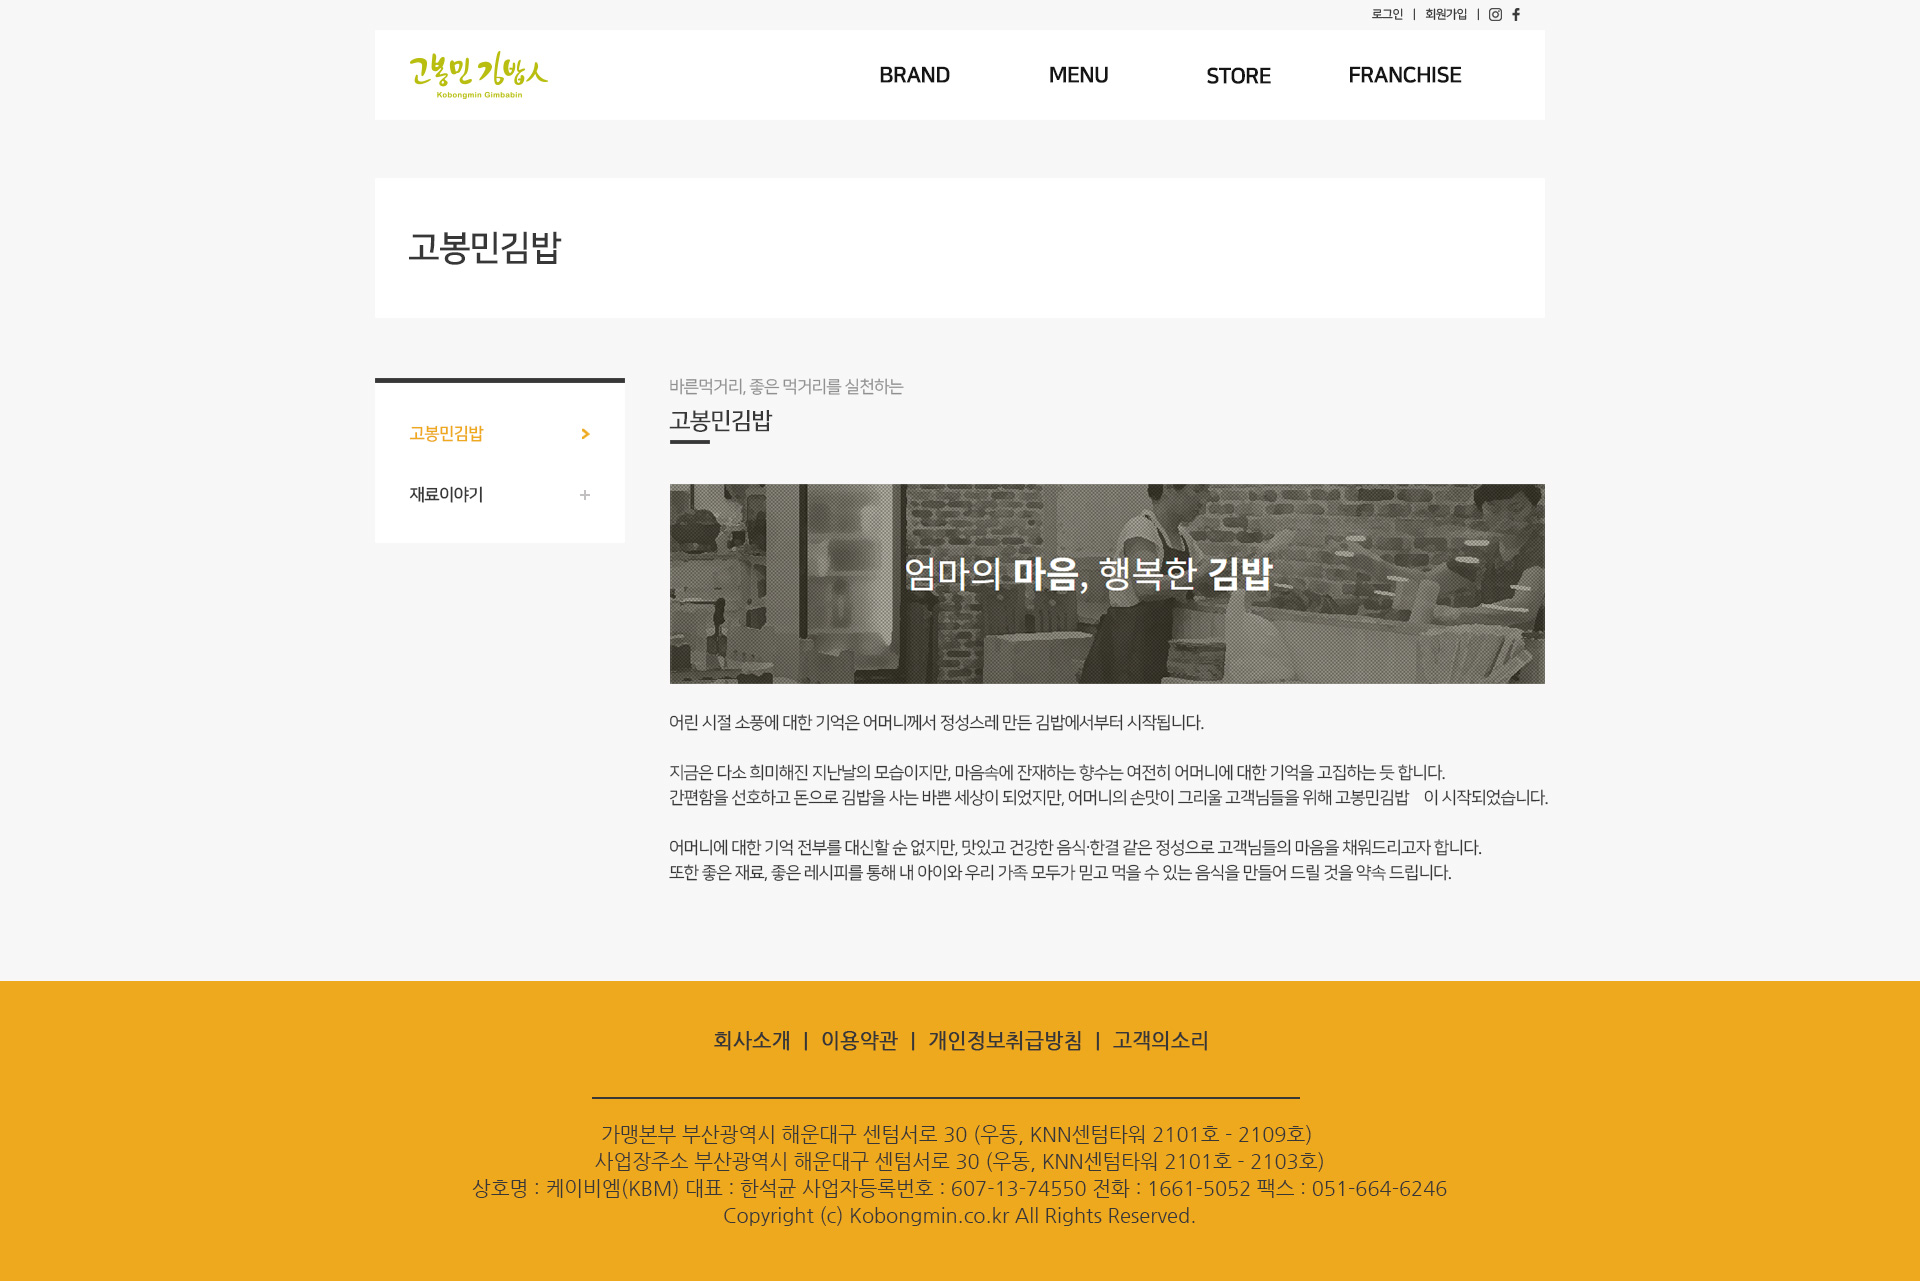 로그인 | 회원가입 |
고봉민김밥人
Kobongmin Gimbabin
BRAND MENU STORE FRANCHISE
고봉민김밥
고봉민김밥 >
재료이야기 +
바른먹거리, 좋은 먹거리를 실천하는
고봉민김밥
엄마의 마음, 행복한 김밥
어린 시절 소풍에 대한 기억은 어머니께서 정성스레 만든 김밥에서부터 시작됩니다.
지금은 다소 희미해진 지난날의 모습이지만, 마음속에 잔재하는 향수는 여전히 어머니에 대한 기억을 고집하는 듯 합니다.
간편함을 선호하고 돈으로 김밥을 사는 바쁜 세상이 되었지만, 어머니의 손맛이 그리울 고객님들을 위해 고봉민김밥 이 시작되었습니다.
어머니에 대한 기억 전부를 대신할 순 없지만, 맛있고 건강한 음식·한결 같은 정성으로 고객님들의 마음을 채워드리고자 합니다.
또한 좋은 재료, 좋은 레시피를 통해 내 아이와 우리 가족 모두가 믿고 먹을 수 있는 음식을 만들어 드릴 것을 약속 드립니다.
회사소개 | 이용약관 | 개인정보취급방침 | 고객의소리
가맹본부 부산광역시 해운대구 센텀서로 30 (우동, KNN센텀타워 2101호 - 2109호)
사업장주소 부산광역시 해운대구 센텀서로 30 (우동, KNN센텀타워 2101호 - 2103호)
상호명 : 케이비엠(KBM) 대표 : 한석균 사업자등록번호 : 607-13-74550 전화 : 1661-5052 팩스 : 051-664-6246
Copyright (c) Kobongmin.co.kr All Rights Reserved.